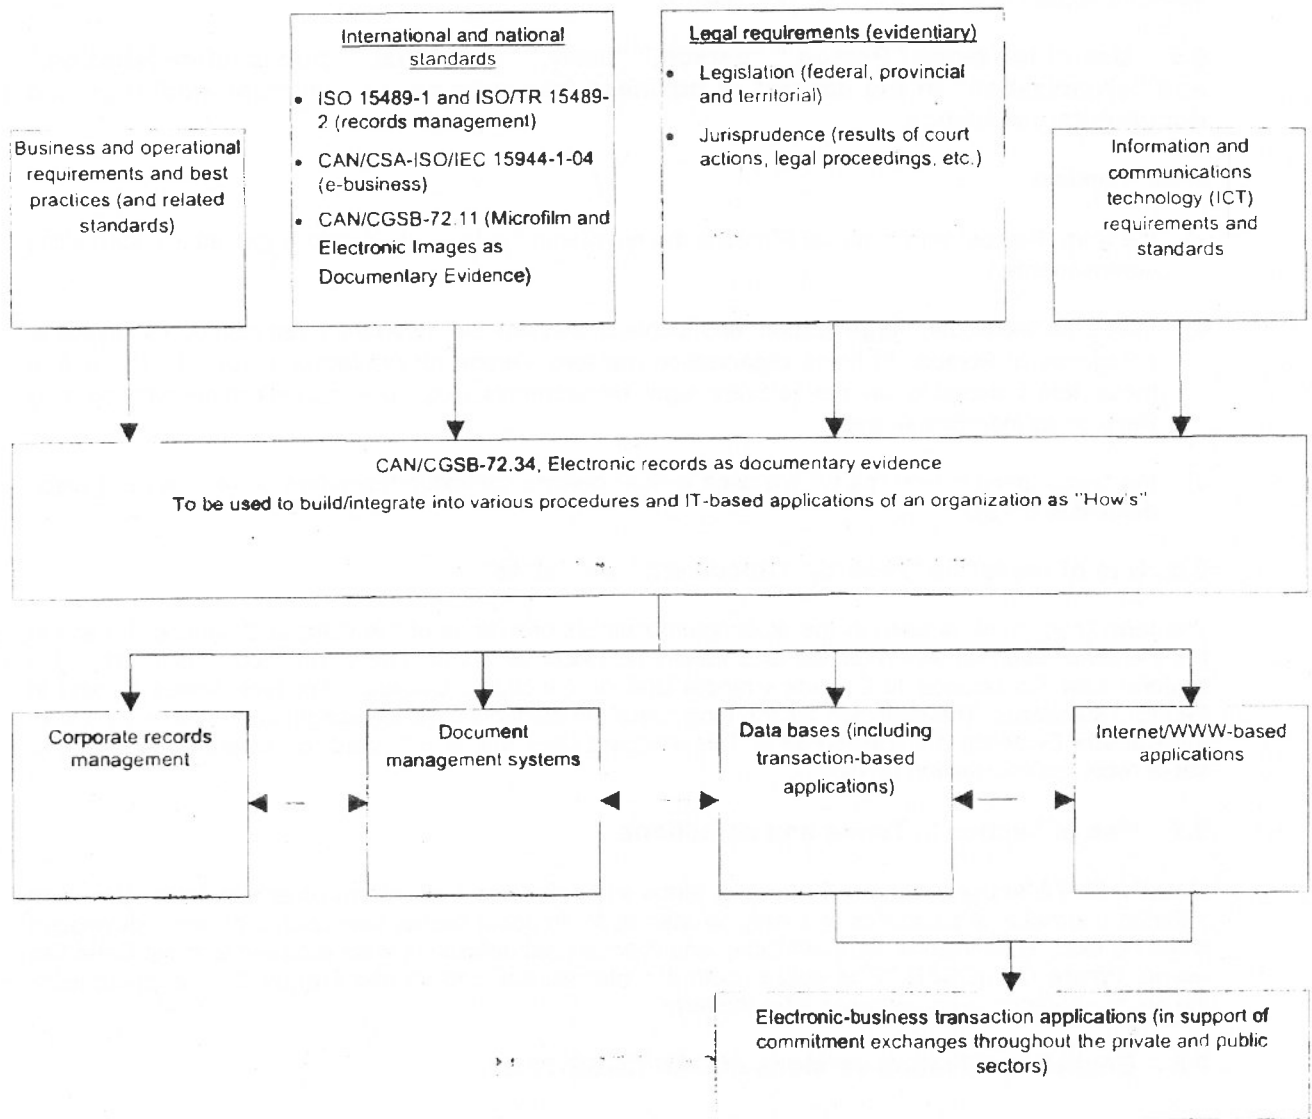 Business and operational
requirements and best
practices (and related
standards)
International and national
standards
• ISO 15489-1 and ISO/TR 15489-
2 (records management)
• CAN/CSA-ISO/IEC 15944-1-04
(e-business)
• CAN/CGSB-72.11 (Microfilm and
Electronic Images as
Documentary Evidence)
Legal requirements (evidentiary)
• Legislation (federal, provincial
and territorial)
• Jurisprudence (results of court
actions, legal proceedings, etc.)
Information and
communications
technology (ICT)
requirements and
standards
CAN/CGSB-72.34, Electronic records as documentary evidence
To be used to build/integrate into various procedures and IT-based applications of an organization as "How's"
Corporate records
management
Document
management systems
Data bases (including
transaction-based
applications)
Internet/WWW-based
applications
Electronic-business transaction applications (in support of
commitment exchanges throughout the private and public
sectors)